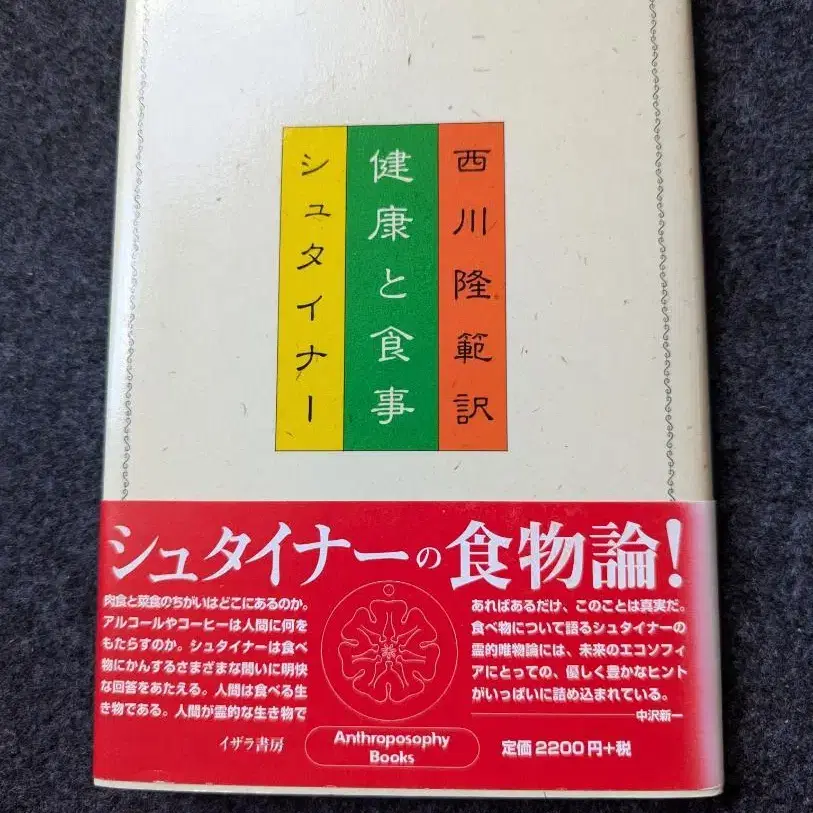 西川隆範訳
健康と食事
シュタイナー
シュタイナーの食物論!
肉食と菜食のちがいはどこにあるのか。
アルコールやコーヒーは人間に何を
もたらすのか。シュタイナーは食べ
物にかんするさまざまな問いに明快
な回答をあたえる。人間は食べる生
き物である。人間が霊的な生き物で
あればあるだけ、このことは真実だ。
食べ物について語るシュタイナーの
霊的唯物論には、未来のエコソフィ
アにとっての、優しく豊かなヒント
がいっぱいに詰め込まれている。
中沢新一
イザラ書房
Anthroposophy
Books
定価2200円+税